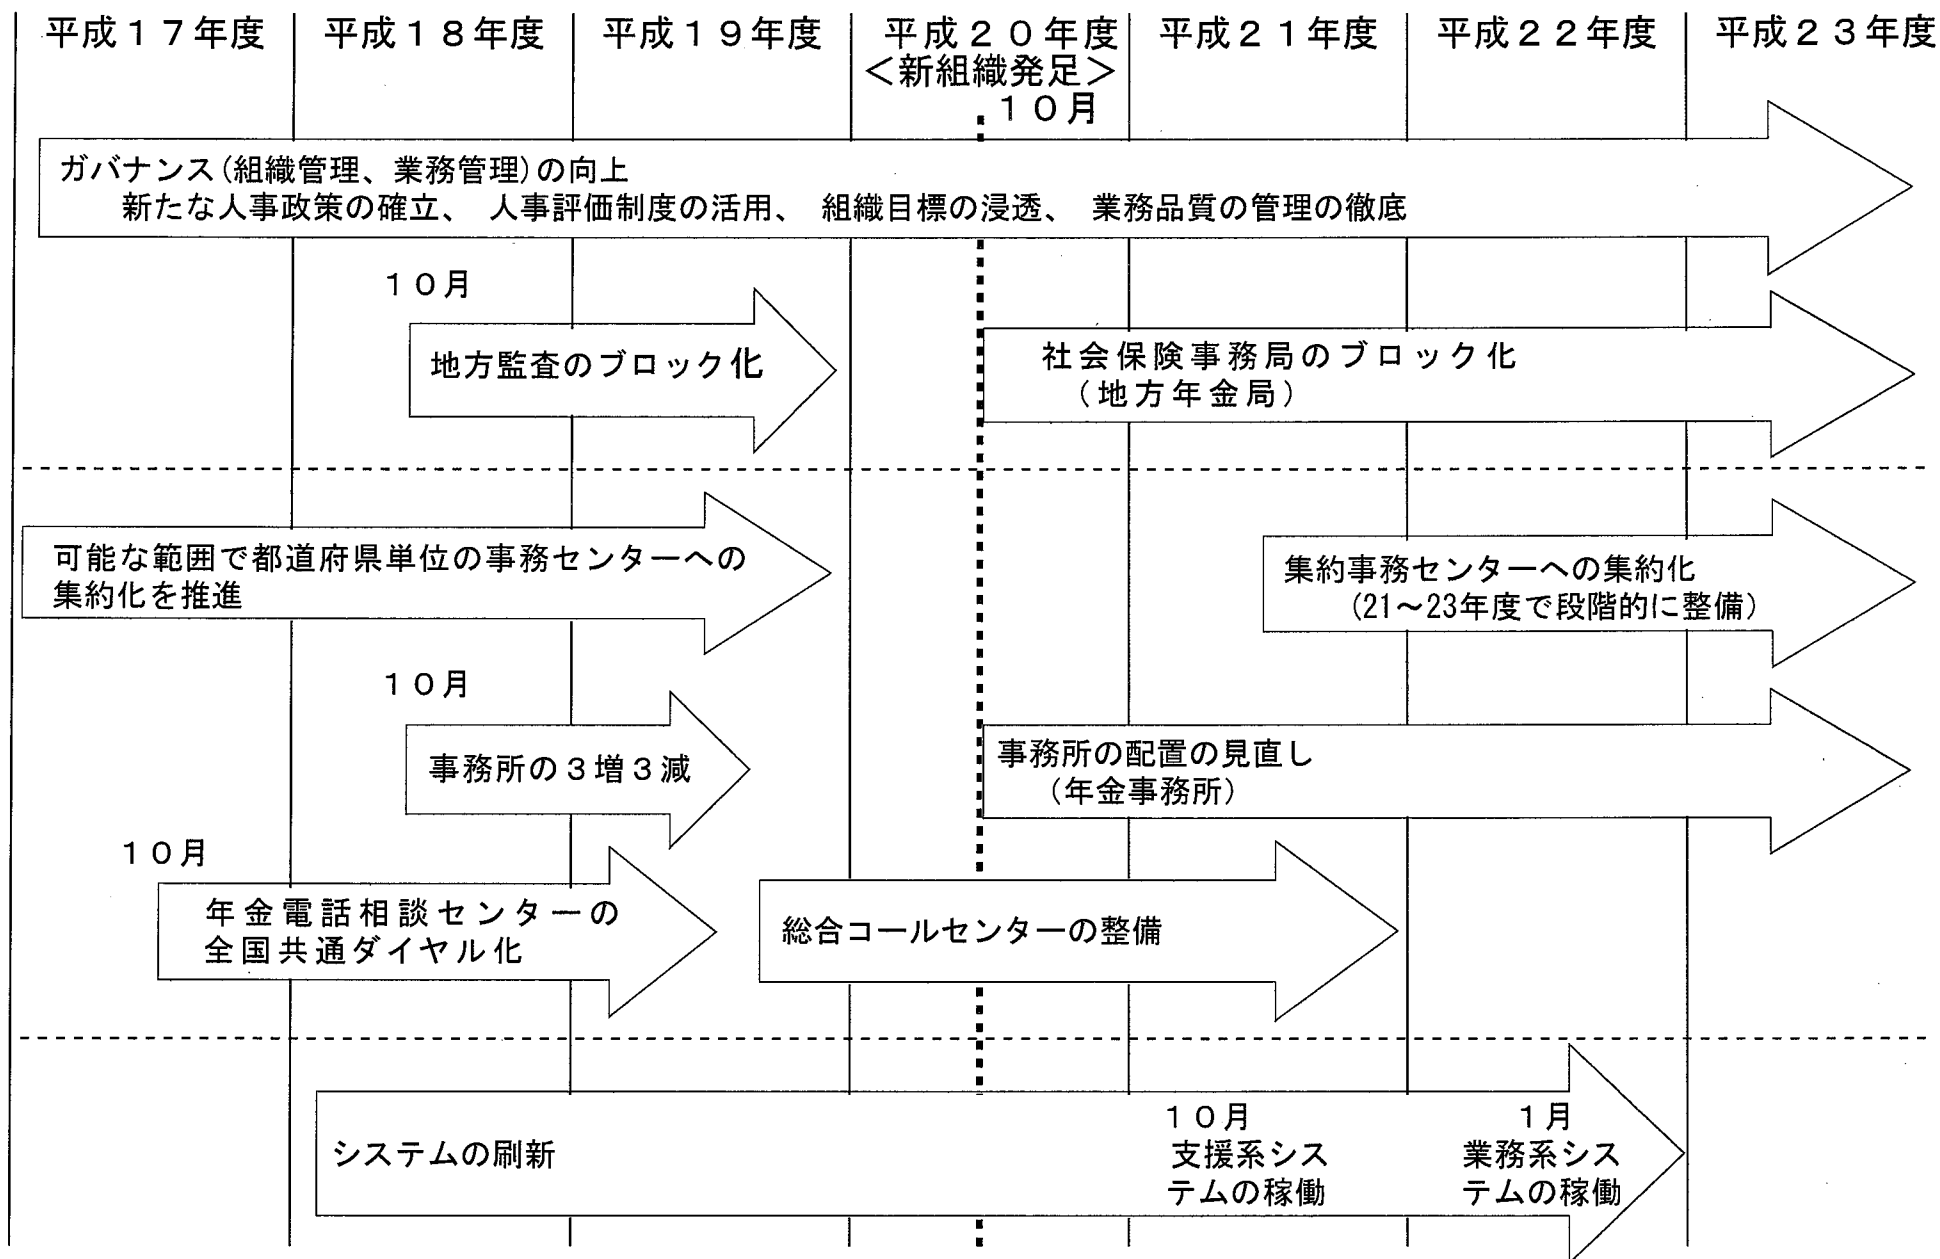 平成１７年度
平成１８年度
平成１９年度
平成２０年度
＜新組織発足＞
１０月
平成２１年度
平成２２年度
平成２３年度
ガバナンス(組織管理、業務管理)の向上
新たな人事政策の確立、 人事評価制度の活用、 組織目標の浸透、 業務品質の管理の徹底
１０月
地方監査のブロック化
社会保険事務局のブロック化
（地方年金局）
可能な範囲で都道府県単位の事務センターへの
集約化を推進
集約事務センターへの集約化
（21～23年度で段階的に整備）
１０月
事務所の３増３減
事務所の配置の見直し
（年金事務所）
１０月
年金電話相談センターの
全国共通ダイヤル化
総合コールセンターの整備
システムの刷新
１０月
支援系シス
テムの稼働
１月
業務系シス
テムの稼働